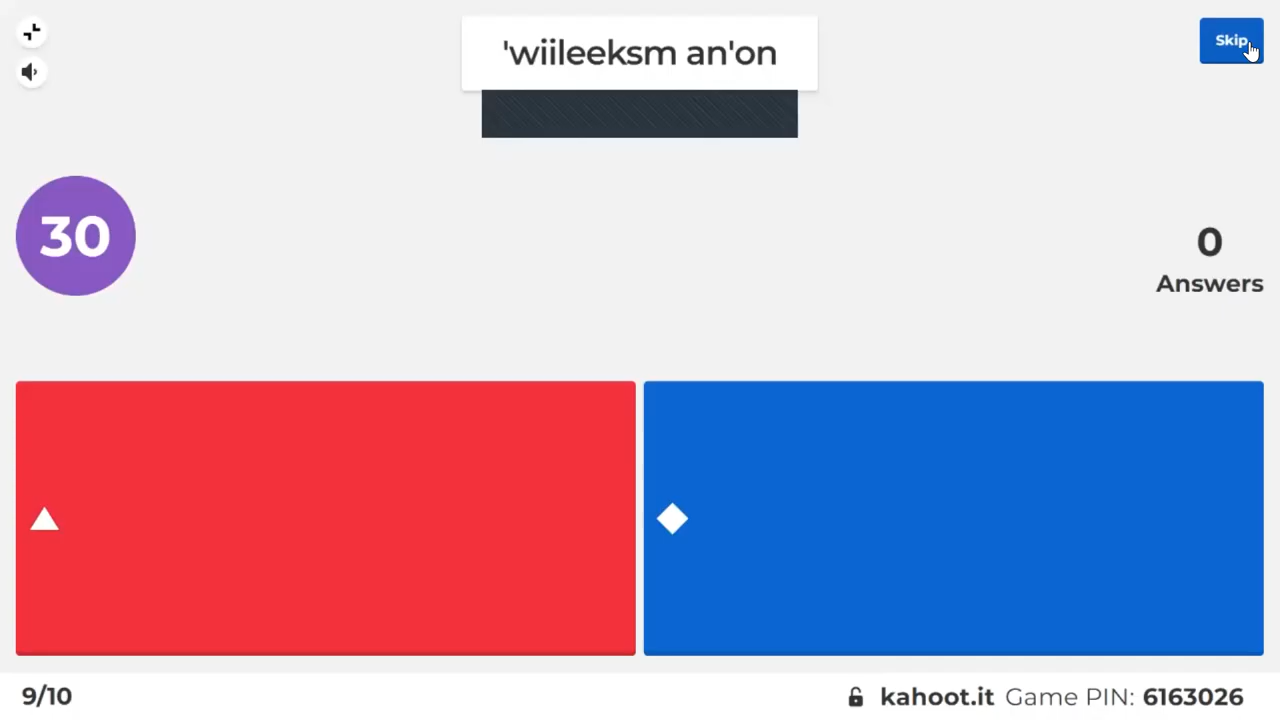 'wiileeksm an'on
Skip
30
0
Answers
9/10
kahoot.it Game PIN: 6163026